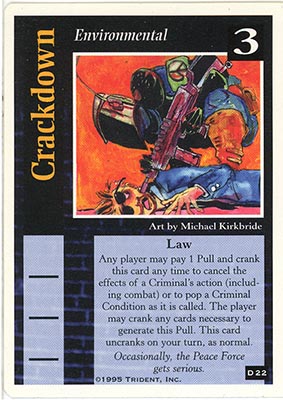 Crackdown
Environmental
3
Art by Michael Kirkbride
Law
Any player may pay 1 Pull and crank
this card any time to cancel the
effects of a Criminal's action (includ-
ing combat) or to pop a Criminal
Condition as it is called. The player
may crank any cards necessary to
generate this Pull. This card
uncranks on your turn, as normal.
Occasionally, the Peace Force
gets serious.
©1995 TRIDENT, INC.
D 22